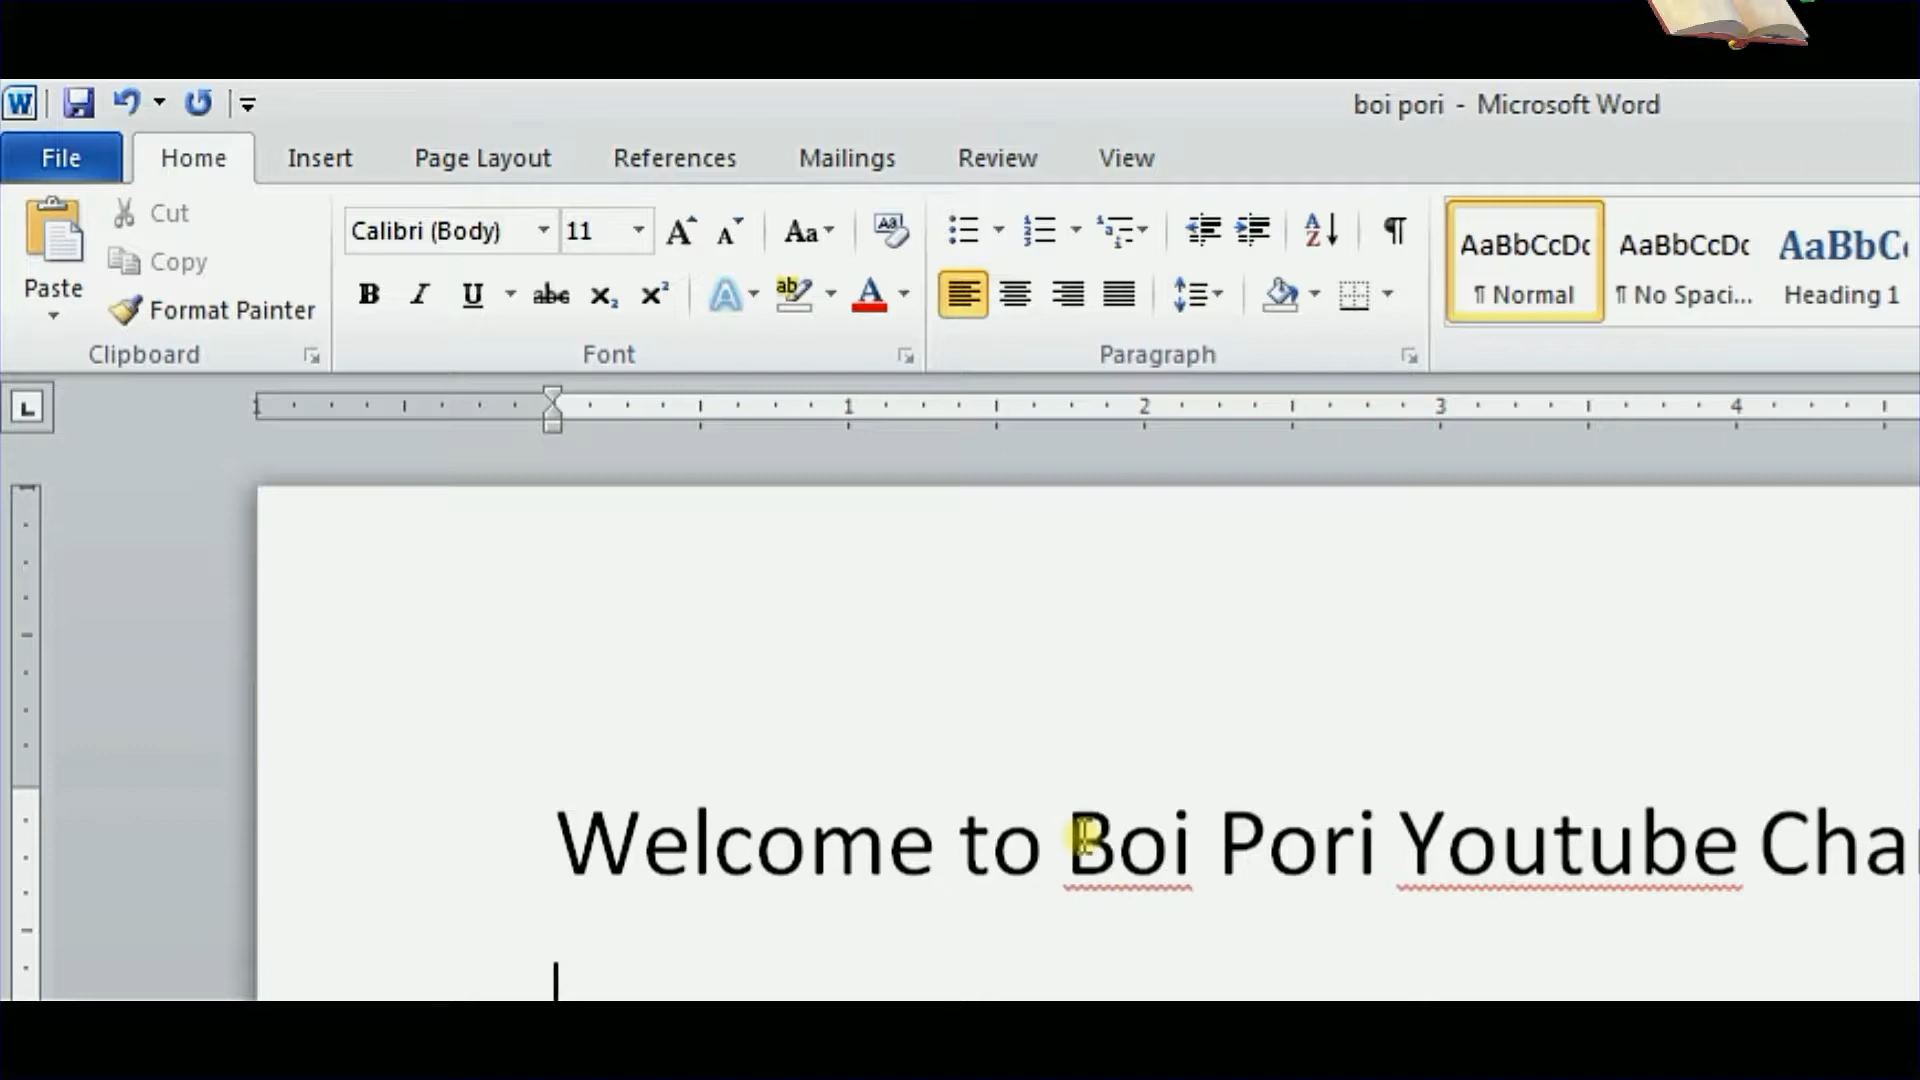 boi pori - Microsoft Word
File Home Insert Page Layout References Mailings Review View
Paste
Cut
Copy
Format Painter
Clipboard
Calibri (Body) 11
Font
Paragraph
AaBbCcDc AaBbCcDc AaBbC
¶ Normal ¶ No Spaci... Heading 1
1 1 2 3 4
Welcome to Boi Pori Youtube